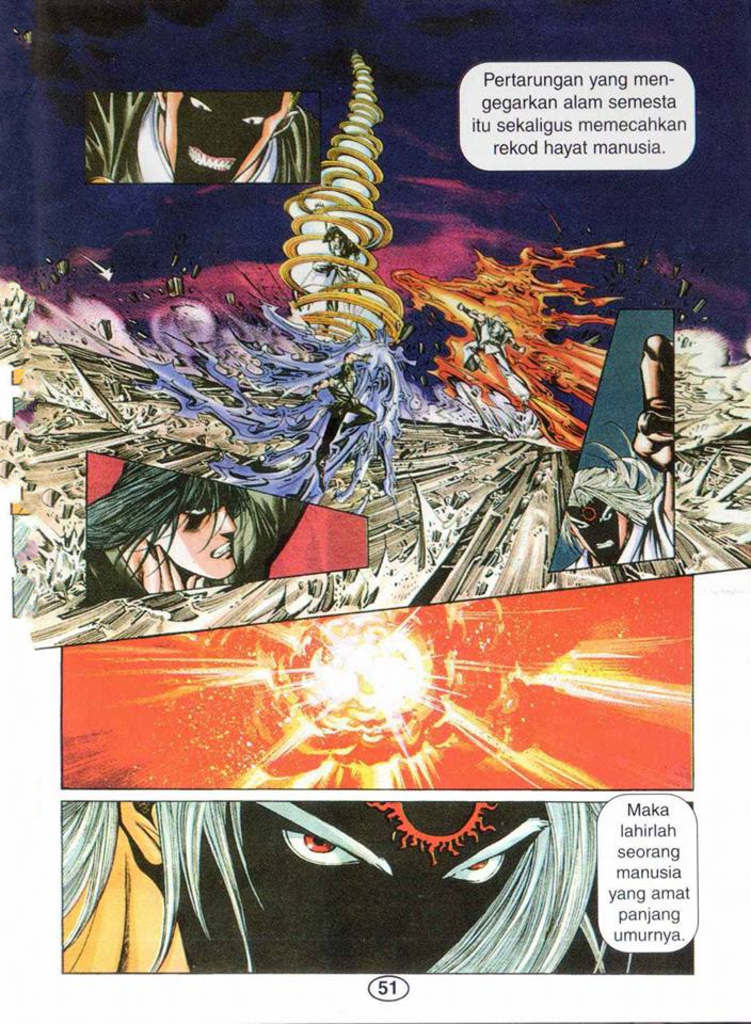 Pertarungan yang men-
gegarkan alam semesta
itu sekaligus memecahkan
rekod hayat manusia.
Maka
lahirlah
seorang
manusia
yang amat
panjang
umurnya.
51